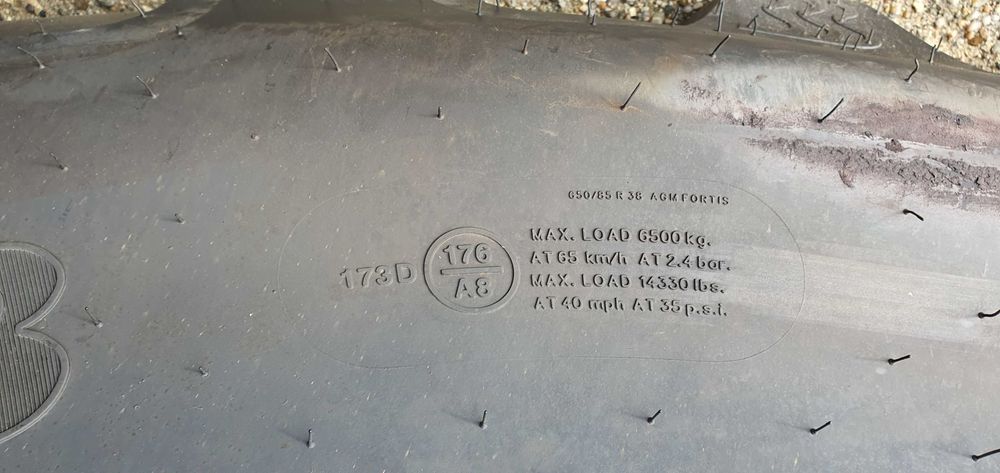 650/85 R 38 AGM FORTIS
173D
176
A8
MAX. LOAD 6500 kg.
AT 65 km/h AT 2.4 bar.
MAX. LOAD 14330 lbs.
AT 40 mph AT 35 p.s.i.